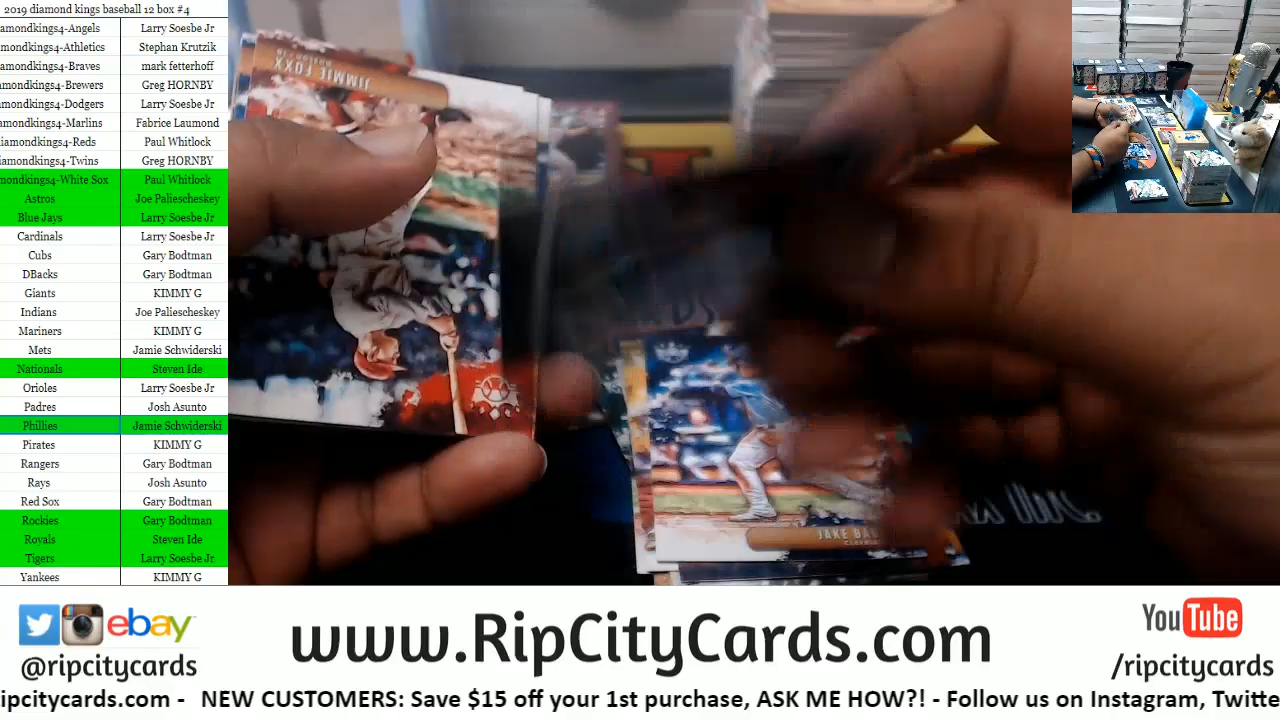 2019 diamond kings baseball 12 box #4
amondkings4-Angels Larry Soesbe Jr
mondkings4-Athletics Stephan Krutzik
amondkings4-Braves mark fetterhoff
mondkings4-Brewers Greg HORNBY
mondkings4-Dodgers Larry Soesbe Jr
mondkings4-Marlins Fabrice Laumond
iamondkings4-Reds Paul Whitlock
iamondkings4-Twins Greg HORNBY
mondkings4-White Sox Paul Whitlock
Astros Joe Paliescheskey
Blue Jays Larry Soesbe Jr
Cardinals Larry Soesbe Jr
Cubs Gary Bodtman
DBacks Gary Bodtman
Giants KIMMY G
Indians Joe Paliescheskey
Mariners KIMMY G
Mets Jamie Schwiderski
Nationals Steven Ide
Orioles Larry Soesbe Jr
Padres Josh Asunto
Phillies Jamie Schwiderski
Pirates KIMMY G
Rangers Gary Bodtman
Rays Josh Asunto
Red Sox Gary Bodtman
Rockies Gary Bodtman
Royals Steven Ide
Tigers Larry Soesbe Jr
Yankees KIMMY G
JIMMIE FOXX
JAKE BAU
ebay
@ripcitycards
www.RipCityCards.com
YouTube
/ripcitycards
ipcitycards.com - NEW CUSTOMERS: Save $15 off your 1st purchase, ASK ME HOW?! - Follow us on Instagram, Twitte